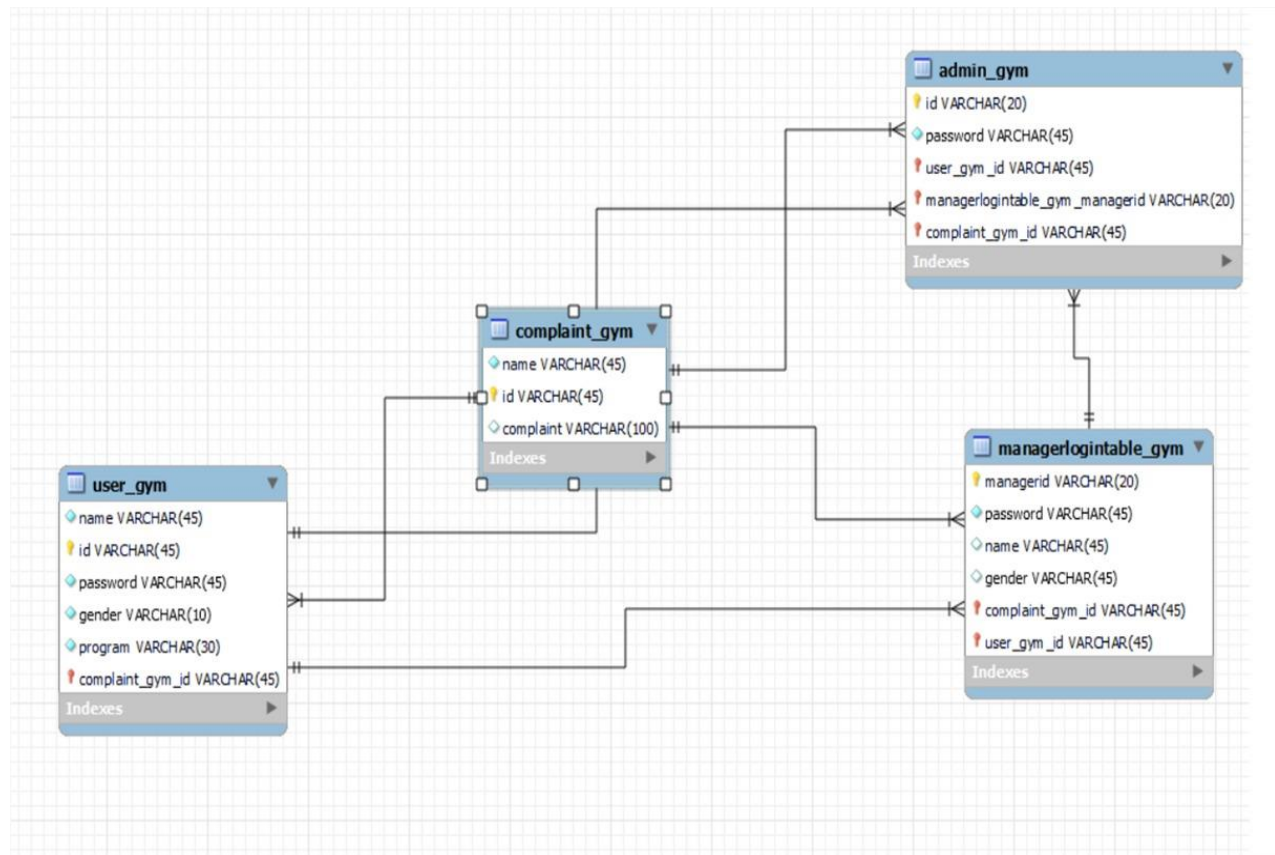 admin_gym
id VARCHAR(20)
password VARCHAR(45)
user_gym_id VARCHAR(45)
managerlogintable_gym_managerid VARCHAR(20)
complaint_gym_id VARCHAR(45)
Indexes
complaint_gym
name VARCHAR(45)
id VARCHAR(45)
complaint VARCHAR(100)
Indexes
user_gym
name VARCHAR(45)
id VARCHAR(45)
password VARCHAR(45)
gender VARCHAR(10)
program VARCHAR(30)
complaint_gym_id VARCHAR(45)
Indexes
managerlogintable_gym
managerid VARCHAR(20)
password VARCHAR(45)
name VARCHAR(45)
gender VARCHAR(45)
complaint_gym_id VARCHAR(45)
user_gym_id VARCHAR(45)
Indexes